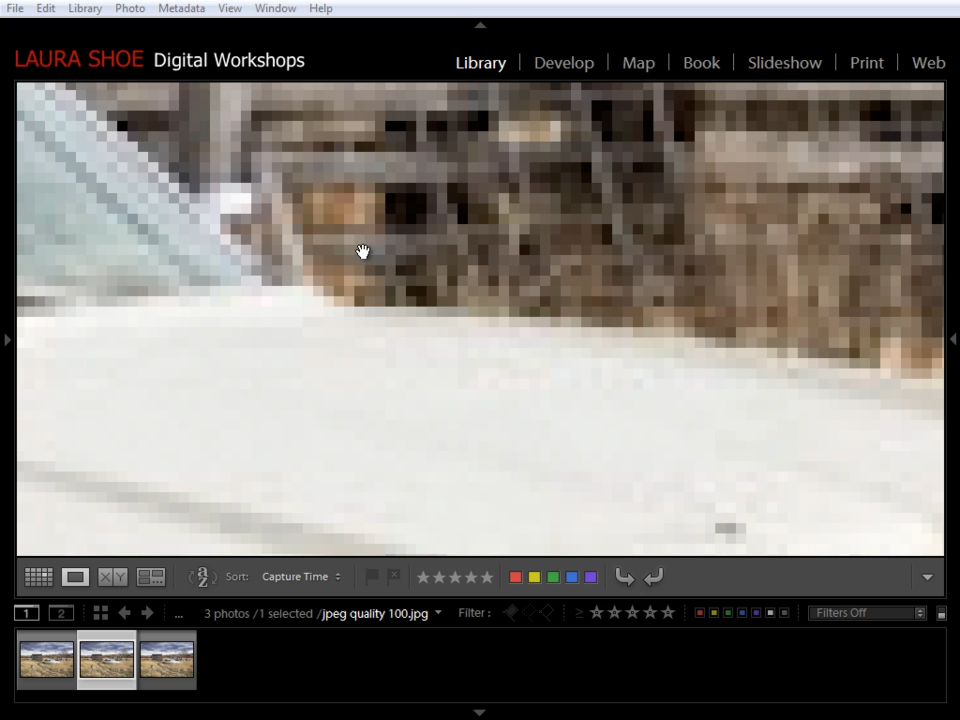 File Edit Library Photo Metadata View Window Help
LAURA SHOE Digital Workshops
Library | Develop | Map | Book | Slideshow | Print | Web
XY
a z Sort: Capture Time
1 2 ... 3 photos / 1 selected / jpeg quality 100.jpg Filter : ≥ Filters Off